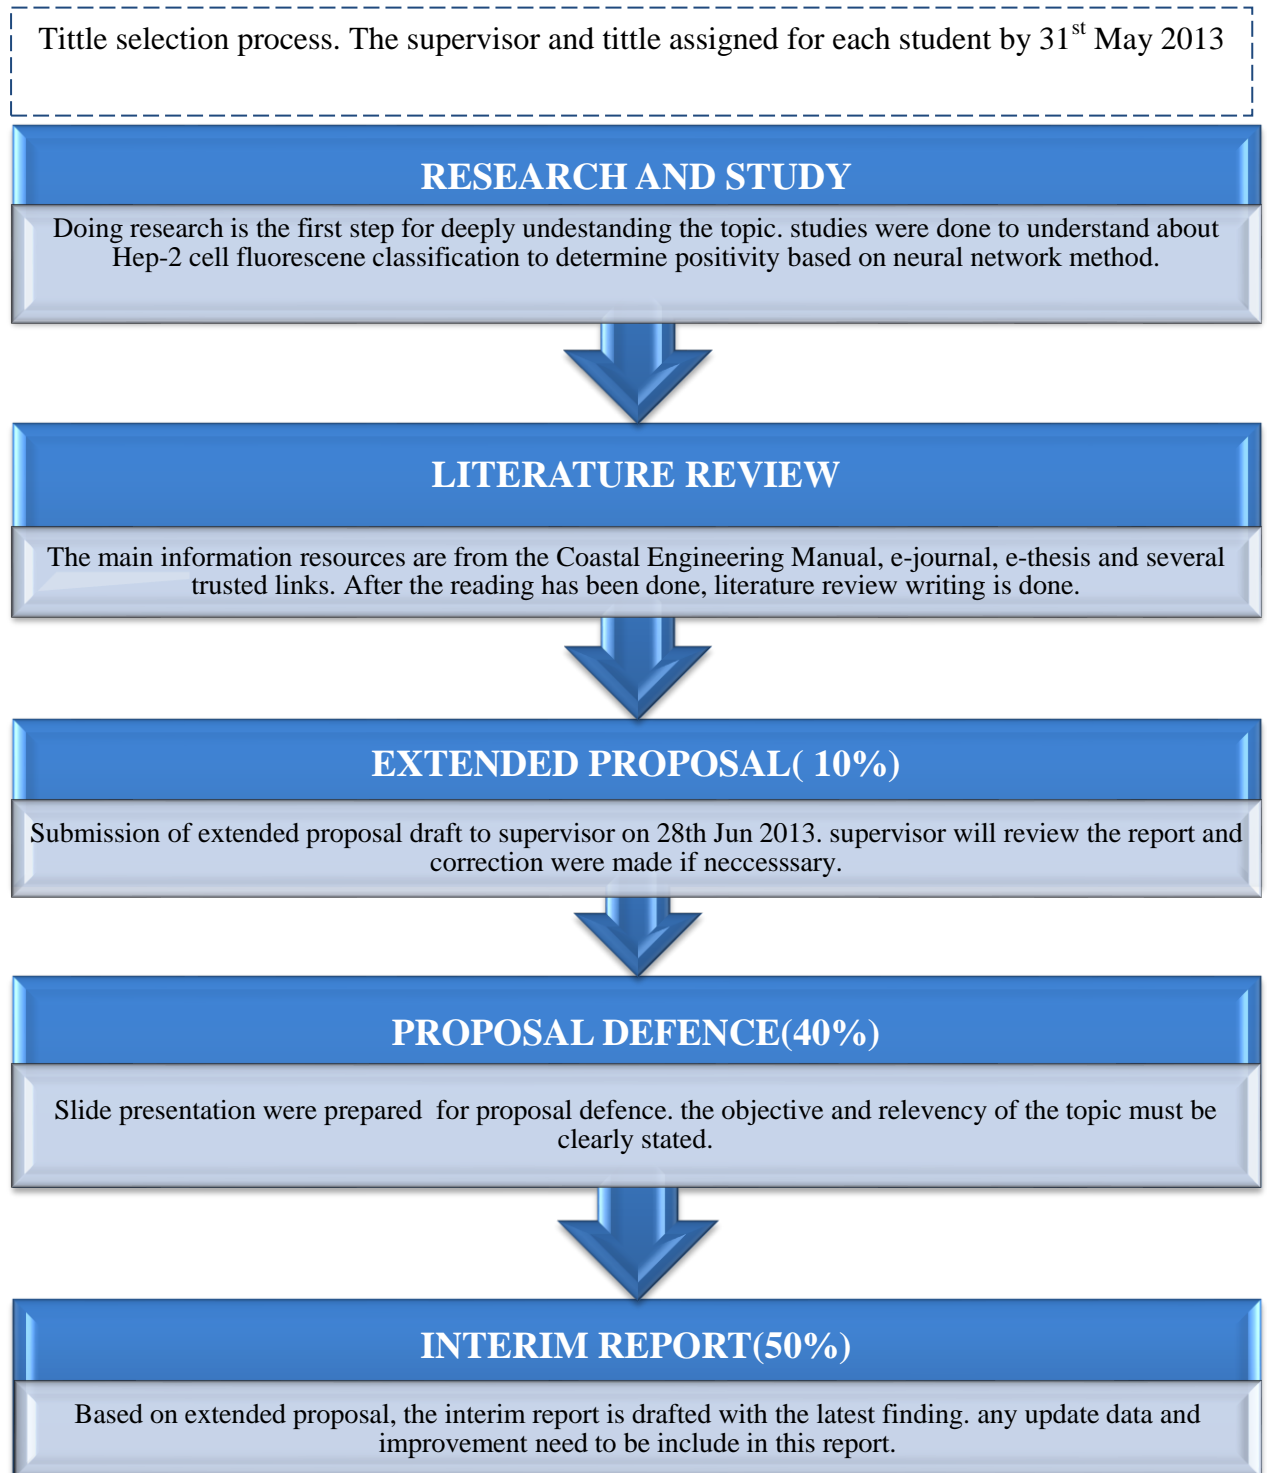 Tittle selection process. The supervisor and tittle assigned for each student by 31st May 2013
RESEARCH AND STUDY
Doing research is the first step for deeply undestanding the topic. studies were done to understand about
Hep-2 cell fluorescene classification to determine positivity based on neural network method.
LITERATURE REVIEW
The main information resources are from the Coastal Engineering Manual, e-journal, e-thesis and several
trusted links. After the reading has been done, literature review writing is done.
EXTENDED PROPOSAL( 10%)
Submission of extended proposal draft to supervisor on 28th Jun 2013. supervisor will review the report and
correction were made if neccesssary.
PROPOSAL DEFENCE(40%)
Slide presentation were prepared  for proposal defence. the objective and relevency of the topic must be
clearly stated.
INTERIM REPORT(50%)
Based on extended proposal, the interim report is drafted with the latest finding. any update data and
improvement need to be include in this report.